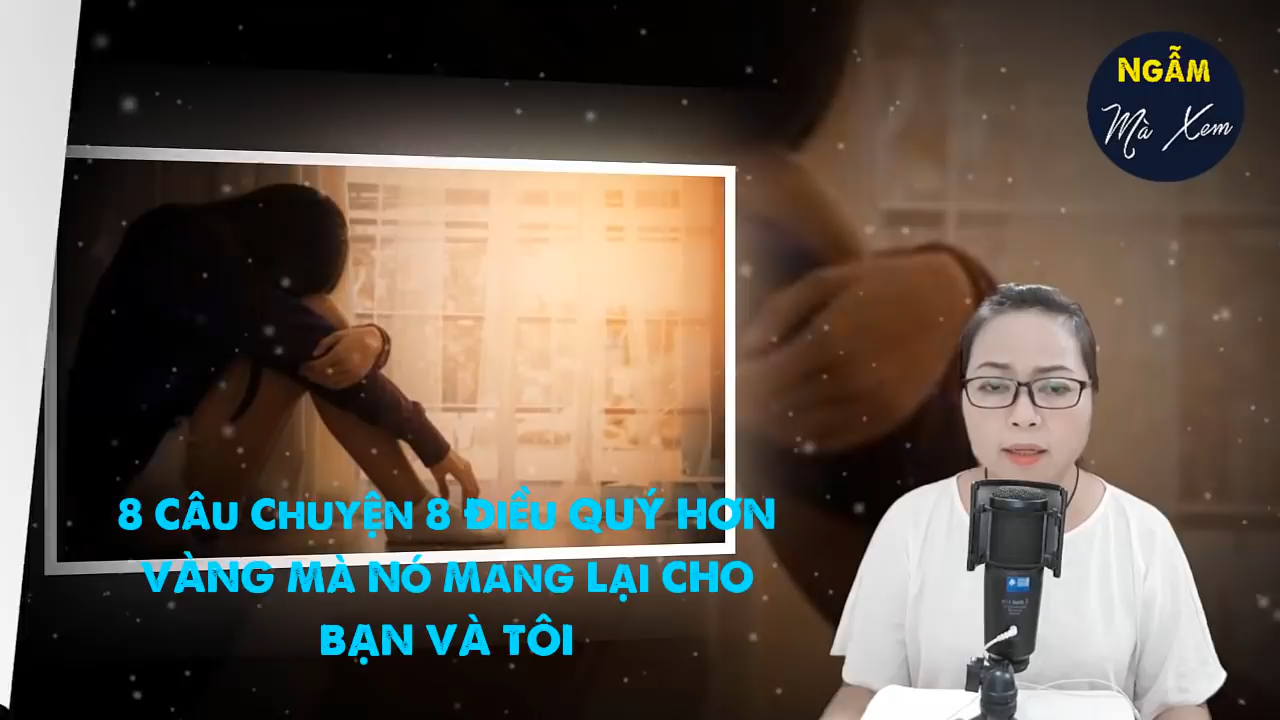 NGẪM
Mà Xem
8 CÂU CHUYỆN 8 ĐIỀU QUÝ HƠN
VÀNG MÀ NÓ MANG LẠI CHO
BẠN VÀ TÔI